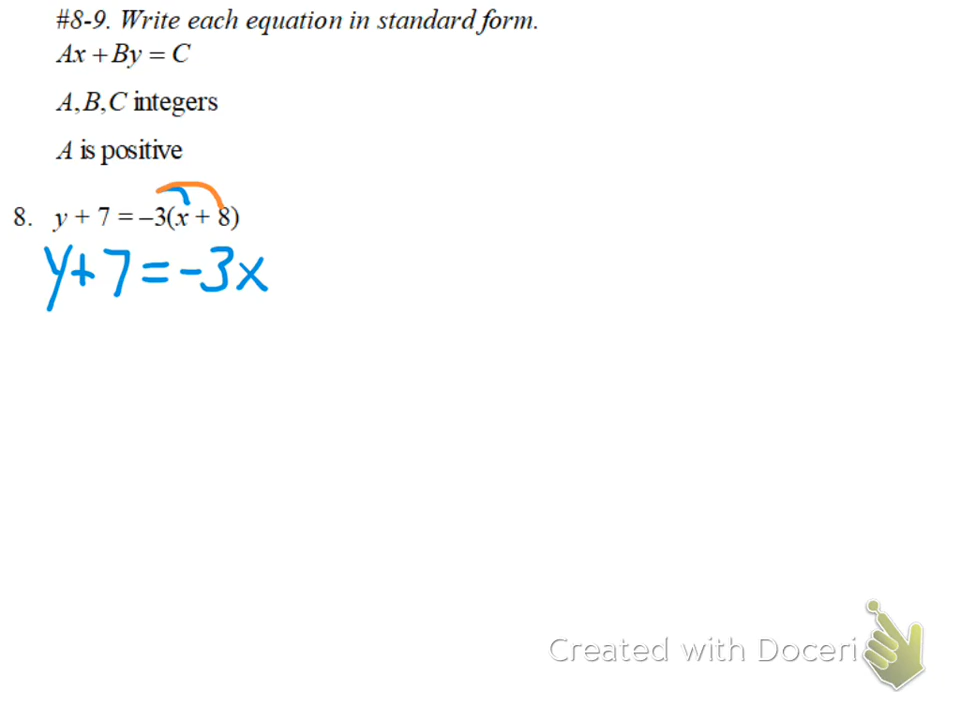 #8-9. Write each equation in standard form.
Ax + By = C
A, B, C integers
A is positive
8. y + 7 = –3(x + 8)
y+7=-3x
Created with Doceri